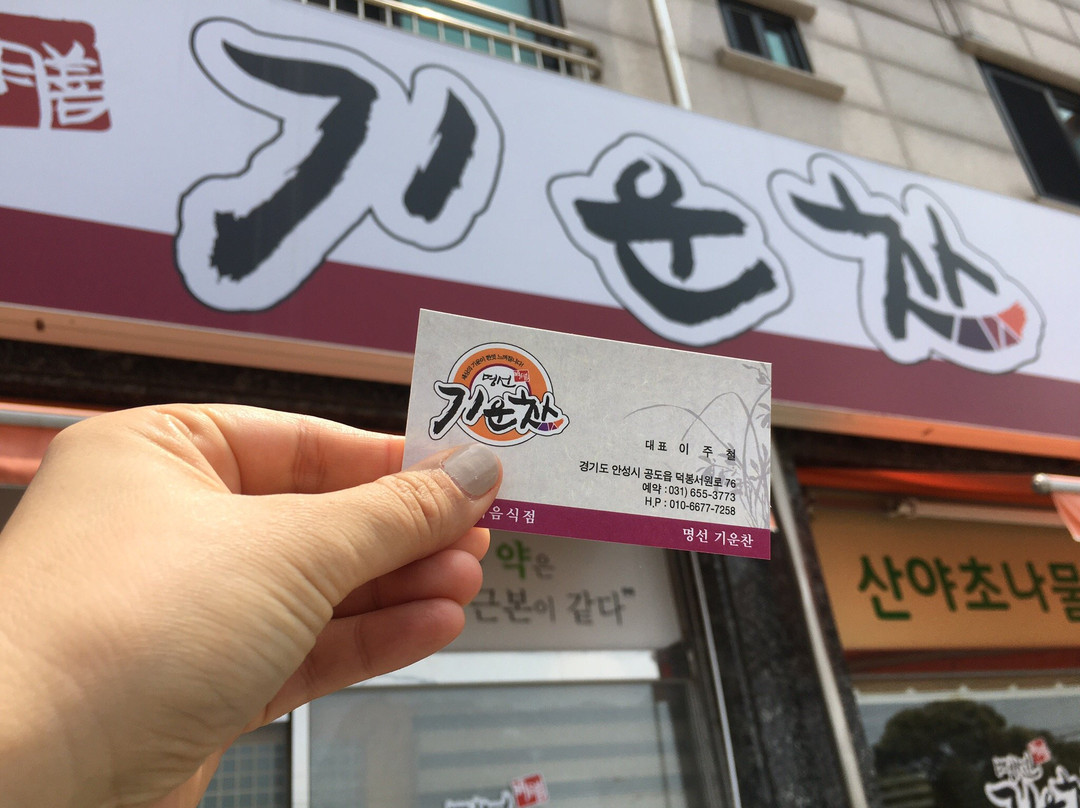 기운찬
명선
기운찬
대표 이 주 철
경기도 안성시 공도읍 덕봉서원로 76
예약 : 031) 655-3773
H,P : 010-6677-7258
음식점
명선 기운찬
약은
근본이 같다"
산야초나물
명선